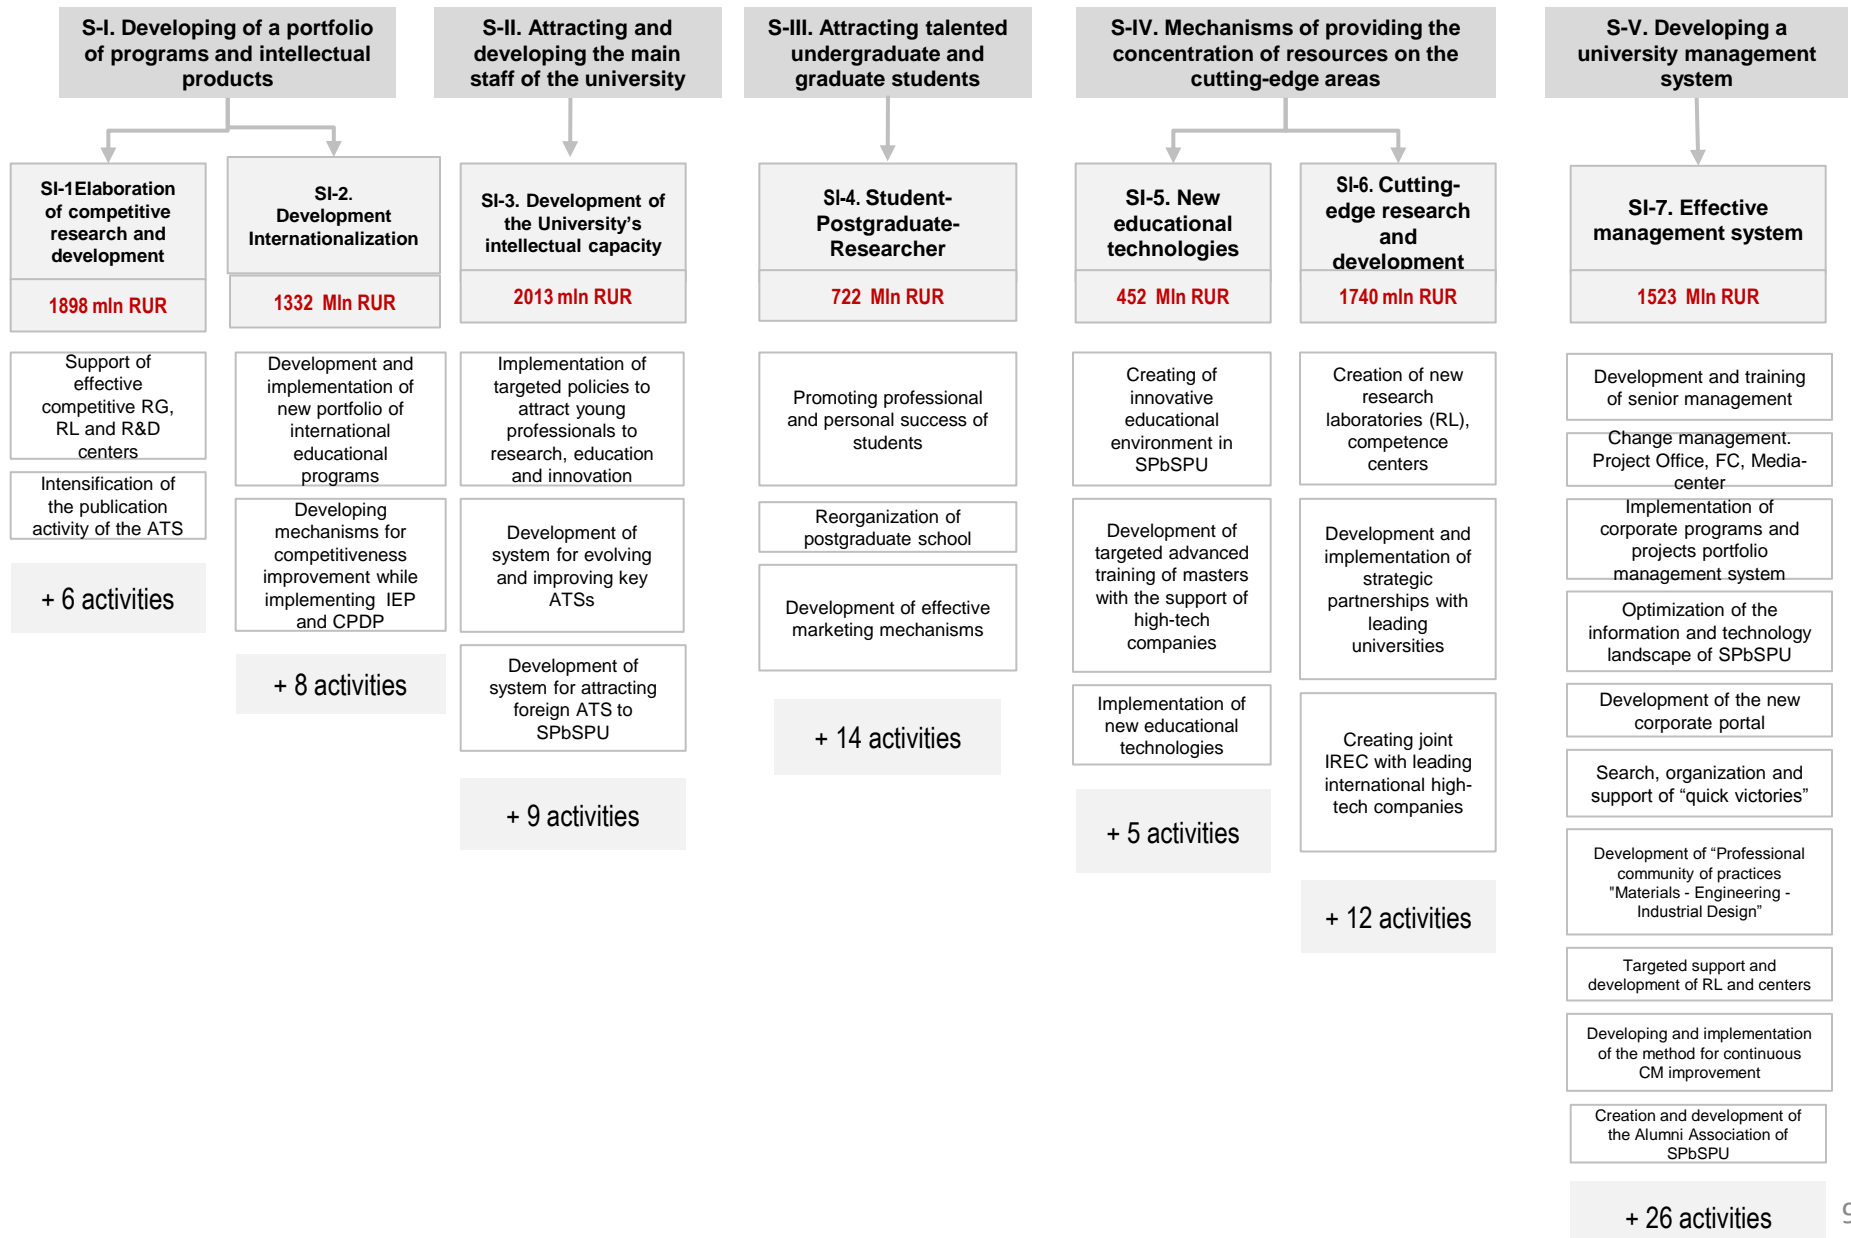 S-I. Developing of a portfolio
of programs and intellectual
products
S-II. Attracting and
developing the main
staff of the university
S-III. Attracting talented
undergraduate and
graduate students
S-IV. Mechanisms of providing the
concentration of resources on the
cutting-edge areas
S-V. Developing a
university management
system
SI-1Elaboration
of competitive
research and
development
1898 mln RUR
Support of
effective
competitive RG,
RL and R&D
centers
Intensification of
the publication
activity of the ATS
+ 6 activities
SI-2.
Development
Internationalization
1332 Mln RUR
Development and
implementation of
new portfolio of
international
educational
programs
Developing
mechanisms for
competitiveness
improvement while
implementing IEP
and CPDP
+ 8 activities
SI-3. Development of
the University's
intellectual capacity
2013 mln RUR
Implementation of
targeted policies to
attract young
professionals to
research, education
and innovation
Development of
system for evolving
and improving key
ATSs
Development of
system for attracting
foreign ATS to
SPbSPU
+ 9 activities
SI-4. Student-
Postgraduate-
Researcher
722 Mln RUR
Promoting professional
and personal success of
students
Reorganization of
postgraduate school
Development of effective
marketing mechanisms
+ 14 activities
SI-5. New
educational
technologies
452 Mln RUR
Creating of
innovative
educational
environment in
SPbSPU
Development of
targeted advanced
training of masters
with the support of
high-tech
companies
Implementation of
new educational
technologies
+ 5 activities
SI-6. Cutting-
edge research
and
development
1740 mln RUR
Creation of new
research
laboratories (RL),
competence
centers
Development and
implementation of
strategic
partnerships with
leading
universities
Creating joint
IREC with leading
international high-
tech companies
+ 12 activities
SI-7. Effective
management system
1523 Mln RUR
Development and training
of senior management
Change management.
Project Office, FC, Media-
center
Implementation of
corporate programs and
projects portfolio
management system
Optimization of the
information and technology
landscape of SPbSPU
Development of the new
corporate portal
Search, organization and
support of “quick victories”
Development of “Professional
community of practices
"Materials - Engineering -
Industrial Design”
Targeted support and
development of RL and centers
Developing and implementation
of the method for continuous
CM improvement
Creation and development of
the Alumni Association of
SPbSPU
+ 26 activities
9